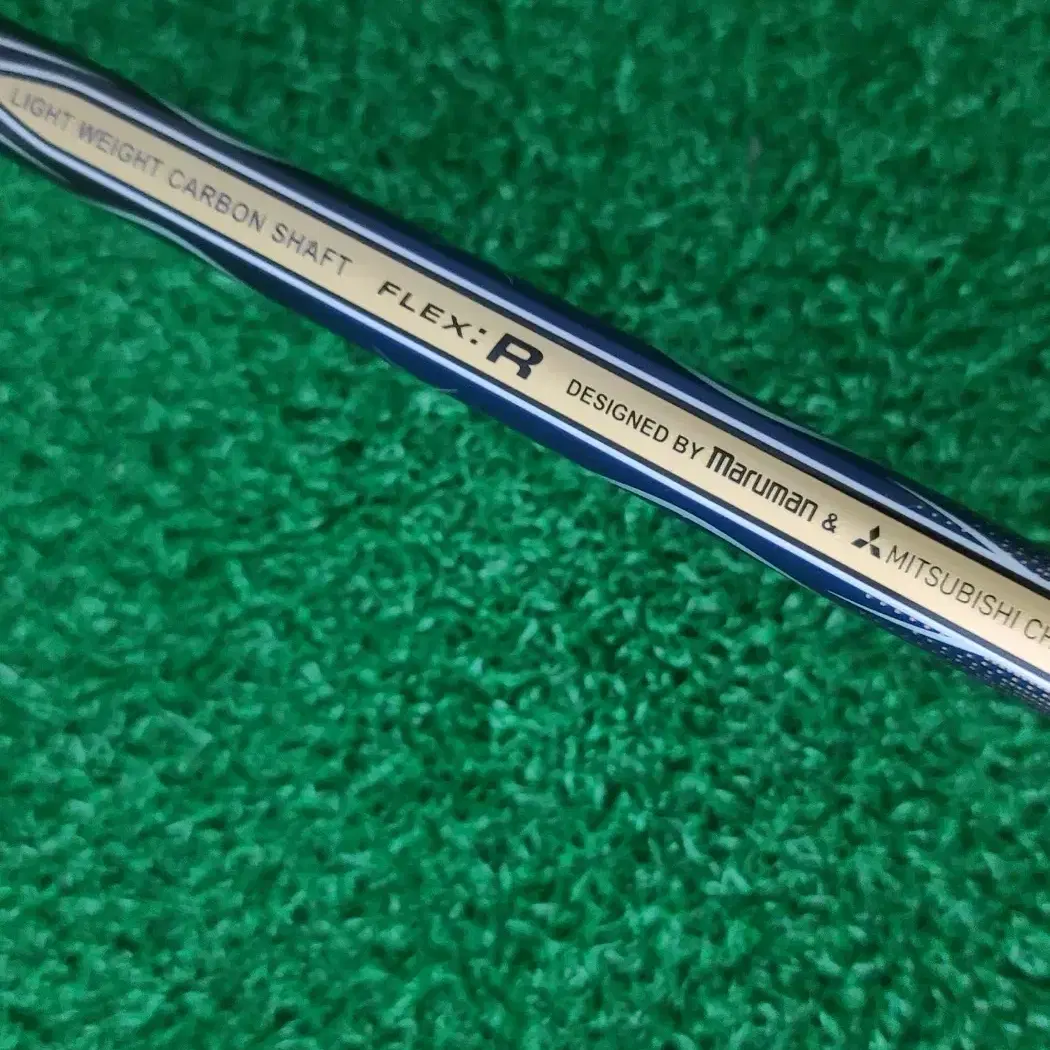 LIGHT WEIGHT CARBON SHAFT FLEX: R DESIGNED BY maruman & MITSUBISHI